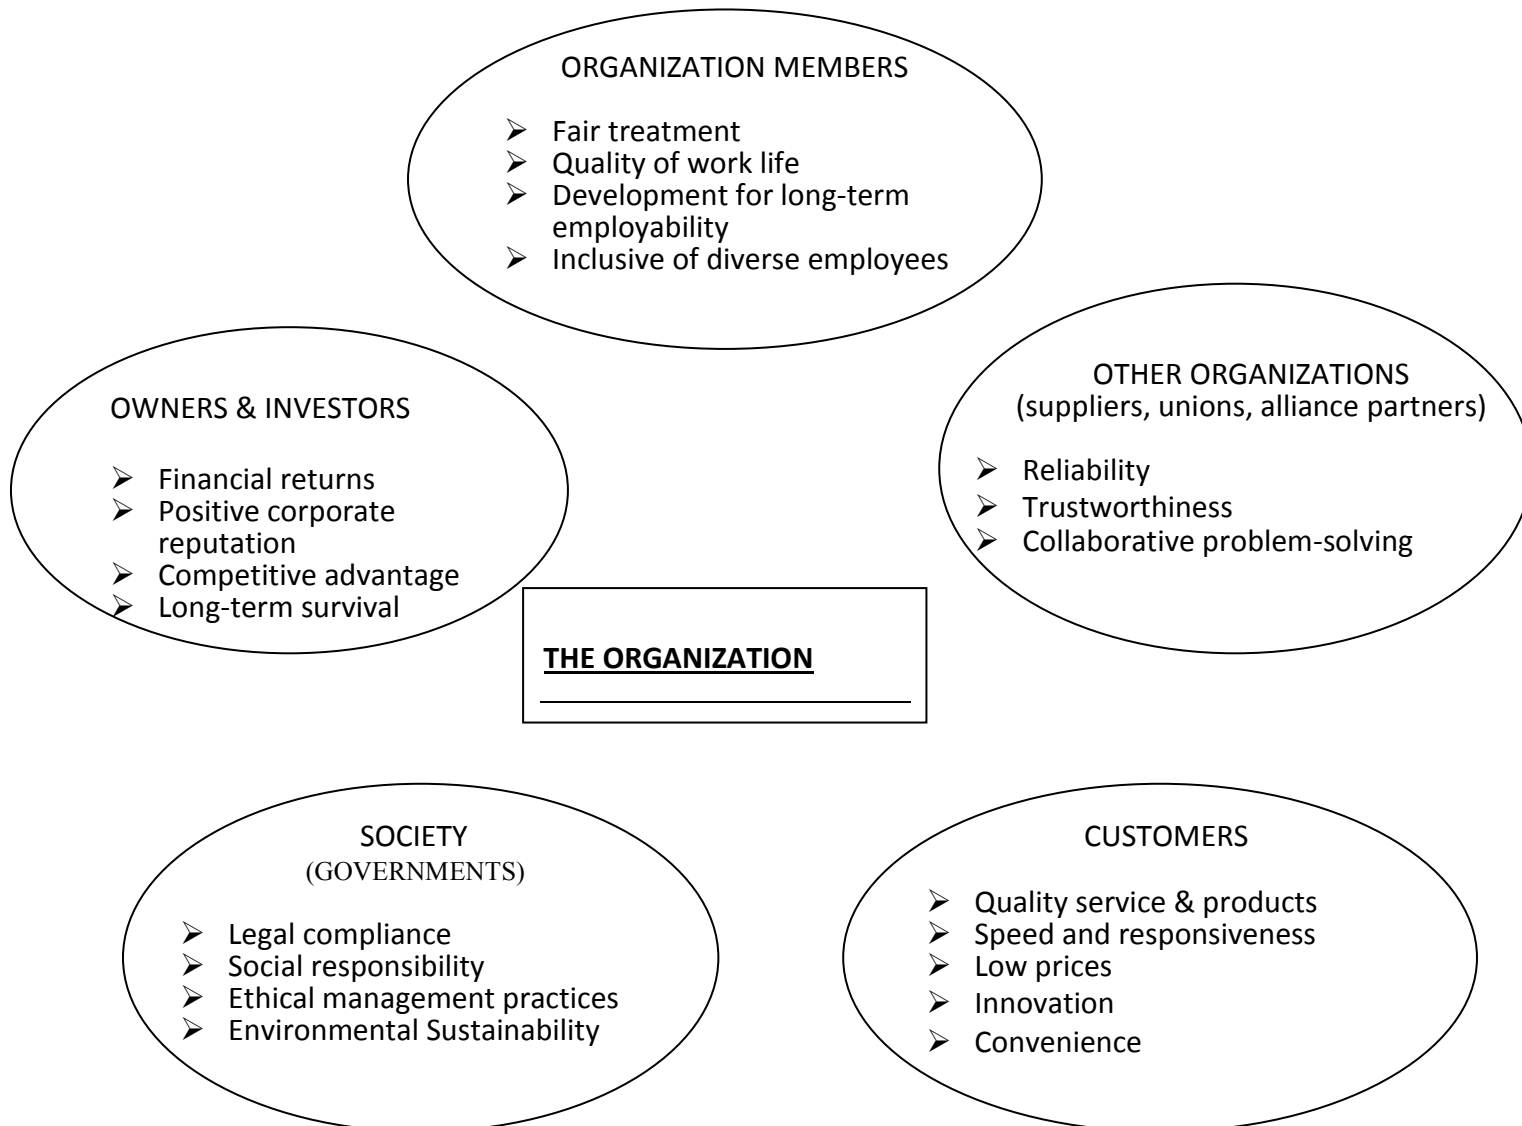 ORGANIZATION MEMBERS
➢ Fair treatment
➢ Quality of work life
➢ Development for long-term
employability
➢ Inclusive of diverse employees
OWNERS & INVESTORS
➢ Financial returns
➢ Positive corporate
reputation
➢ Competitive advantage
➢ Long-term survival
OTHER ORGANIZATIONS
(suppliers, unions, alliance partners)
➢ Reliability
➢ Trustworthiness
➢ Collaborative problem-solving
THE ORGANIZATION
SOCIETY
(GOVERNMENTS)
➢ Legal compliance
➢ Social responsibility
➢ Ethical management practices
➢ Environmental Sustainability
CUSTOMERS
➢ Quality service & products
➢ Speed and responsiveness
➢ Low prices
➢ Innovation
➢ Convenience